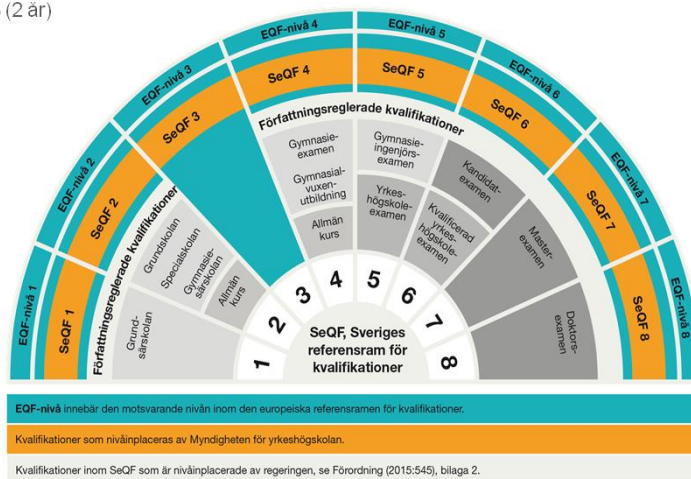 (2 år)
EQF-nivå 1
EQF-nivå 2
EQF-nivå 3
EQF-nivå 4
EQF-nivå 5
EQF-nivå 6
EQF-nivå 7
EQF-nivå 8
SeQF 1
SeQF 2
SeQF 3
SeQF 4
SeQF 5
SeQF 6
SeQF 7
SeQF 8
Författningsreglerade kvalifikationer
Författningsreglerade kvalifikationer
Grund-
särskolan
Grundskolan
Specialskolan
Gymnasie-
särskolan
Allmän
kurs
Gymnasie-
examen
Gymnasial-
vuxen-
utbildning
Allmän
kurs
Gymnasie-
ingenjörs-
examen
Yrkes-
högskole-
examen
Kandidat-
examen
Kvalificerad
yrkes-
högskole-
examen
Master-
examen
Doktors-
examen
1
2
3
4
5
6
7
8
SeQF, Sveriges
referensram för
kvalifikationer
EQF-nivå innebär den motsvarande nivån inom den europeiska referensramen för kvalifikationer.
Kvalifikationer som nivåinplaceras av Myndigheten för yrkeshögskolan.
Kvalifikationer inom SeQF som är nivåinplacerade av regeringen, se Förordning (2015:545), bilaga 2.